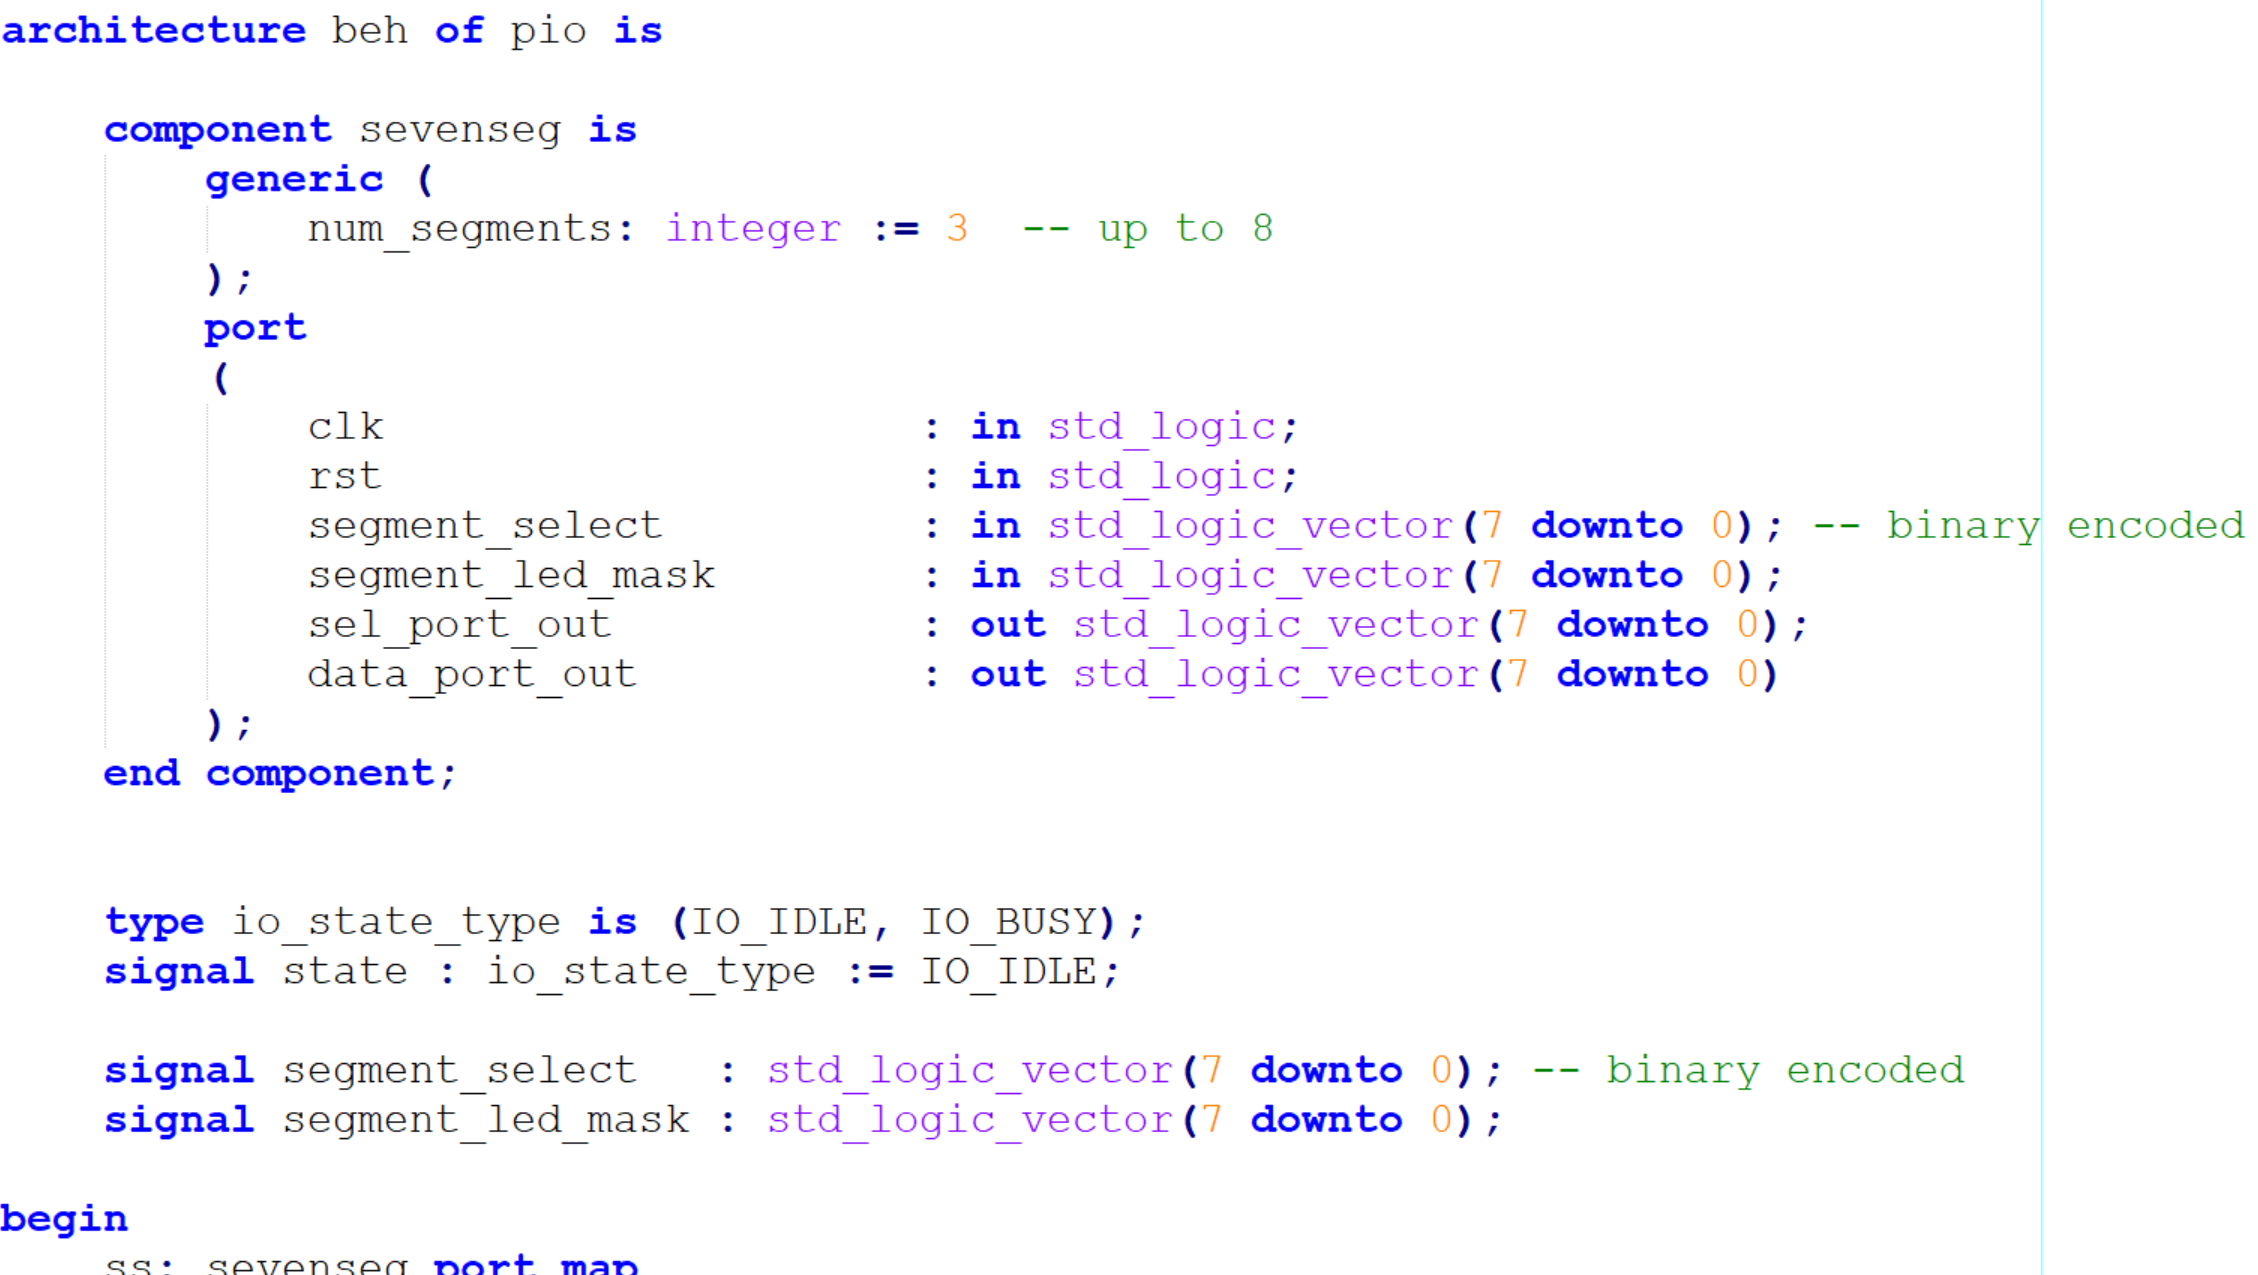 architecture beh of pio is
component sevenseg is
generic (
num_segments: integer := 3  -- up to 8
);
port
(
clk : in std_logic;
rst : in std_logic;
segment_select : in std_logic_vector(7 downto 0); -- binary encoded
segment_led_mask : in std_logic_vector(7 downto 0);
sel_port_out : out std_logic_vector(7 downto 0);
data_port_out : out std_logic_vector(7 downto 0)
);
end component;
type io_state_type is (IO_IDLE, IO_BUSY);
signal state : io_state_type := IO_IDLE;
signal segment_select : std_logic_vector(7 downto 0); -- binary encoded
signal segment_led_mask : std_logic_vector(7 downto 0);
begin
ss: sevenseg port map